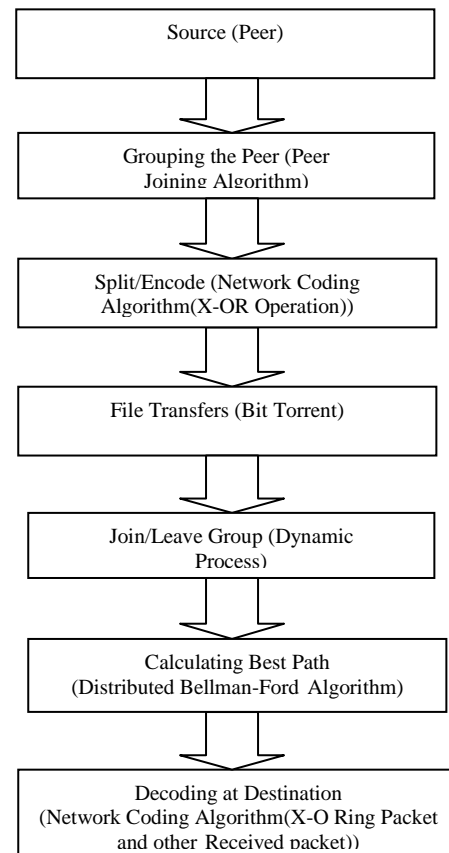 Source (Peer)
Grouping the Peer (Peer
Joining Algorithm)
Split/Encode (Network Coding
Algorithm(X-OR Operation))
File Transfers (Bit Torrent)
Join/Leave Group (Dynamic
Process)
Calculating Best Path
(Distributed Bellman-Ford Algorithm)
Decoding at Destination
(Network Coding Algorithm(X-O Ring Packet
and other Received packet))